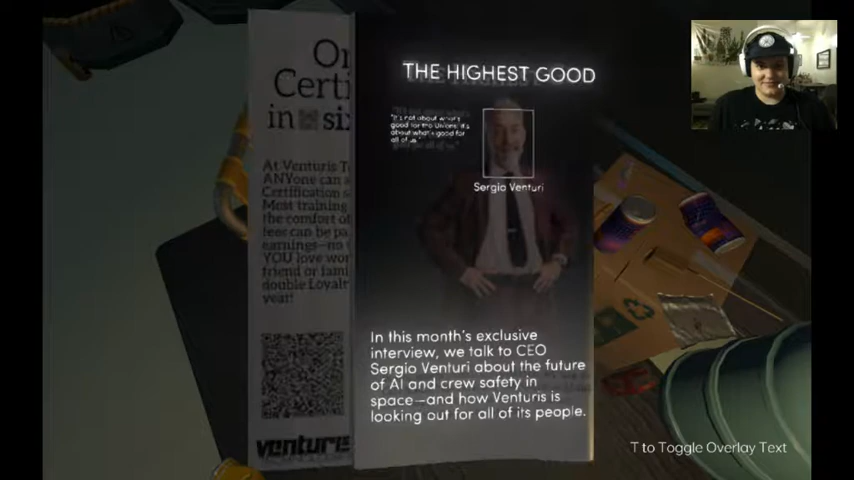 THE HIGHEST GOOD
"It's not about what's
good for the Union; it's
about what's good for
all of us."
Sergio Venturi
In this month's exclusive
interview, we talk to CEO
Sergio Venturi about the future
of AI and crew safety in
space—and how Venturis is
looking out for all of its people.
Certi
in six
At Venturis T
ANYone can a
Certification s
Most training
the comfort of
fees can be pa
earnings—no
YOU love wor
friend or fami
double Loyal
year!
venturis
T to Toggle Overlay Text